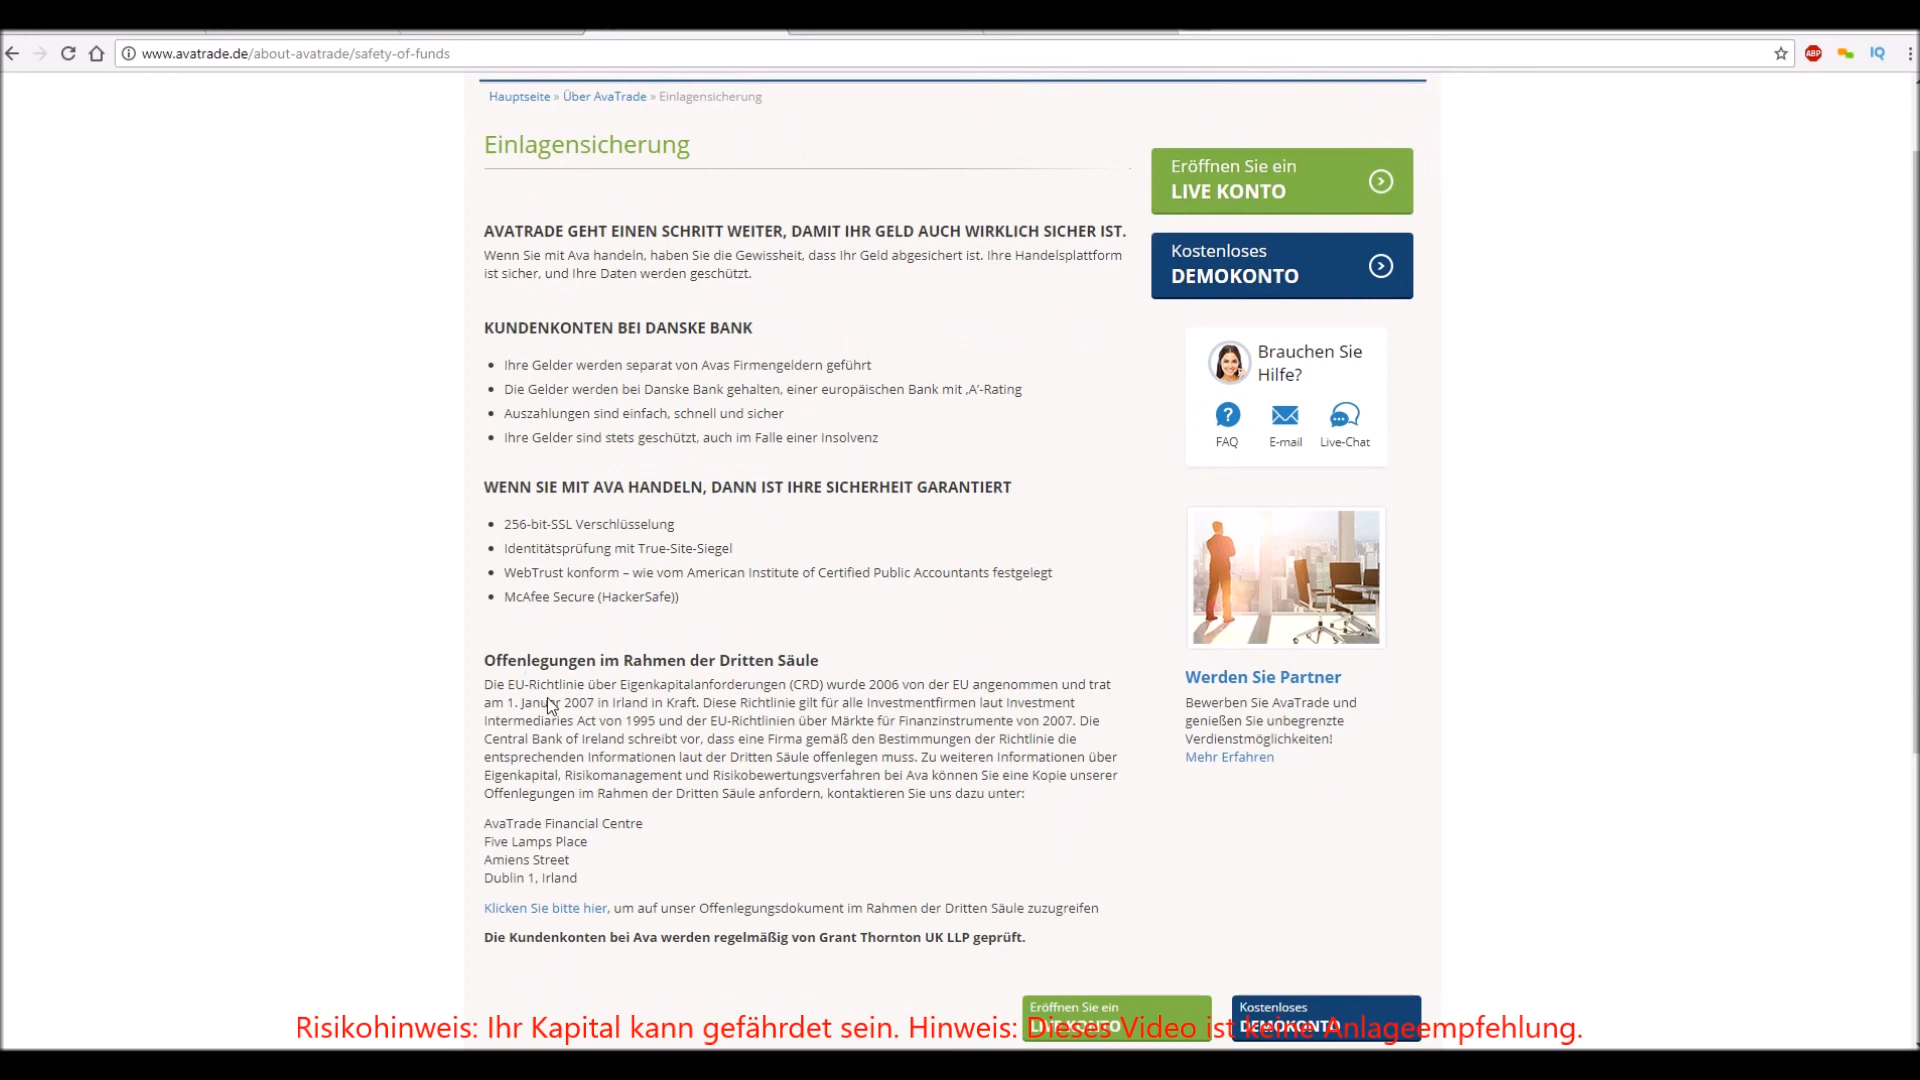 www.avatrade.de/about-avatrade/safety-of-funds
ABP
IQ
Hauptseite » Über AvaTrade » Einlagensicherung
Einlagensicherung
Eröffnen Sie ein
LIVE KONTO
AVATRADE GEHT EINEN SCHRITT WEITER, DAMIT IHR GELD AUCH WIRKLICH SICHER IST.
Wenn Sie mit Ava handeln, haben Sie die Gewissheit, dass Ihr Geld abgesichert ist. Ihre Handelsplattform
ist sicher, und Ihre Daten werden geschützt.
Kostenloses
DEMOKONTO
KUNDENKONTEN BEI DANSKE BANK
Ihre Gelder werden separat von Avas Firmengeldern geführt
Die Gelder werden bei Danske Bank gehalten, einer europäischen Bank mit ‚A'-Rating
Auszahlungen sind einfach, schnell und sicher
Ihre Gelder sind stets geschützt, auch im Falle einer Insolvenz
Brauchen Sie
Hilfe?
FAQ
E-mail
Live-Chat
WENN SIE MIT AVA HANDELN, DANN IST IHRE SICHERHEIT GARANTIERT
256-bit-SSL Verschlüsselung
Identitätsprüfung mit True-Site-Siegel
WebTrust konform – wie vom American Institute of Certified Public Accountants festgelegt
McAfee Secure (HackerSafe))
Offenlegungen im Rahmen der Dritten Säule
Die EU-Richtlinie über Eigenkapitalanforderungen (CRD) wurde 2006 von der EU angenommen und trat
am 1. Januar 2007 in Irland in Kraft. Diese Richtlinie gilt für alle Investmentfirmen laut Investment
Intermediaries Act von 1995 und der EU-Richtlinien über Märkte für Finanzinstrumente von 2007. Die
Central Bank of Ireland schreibt vor, dass eine Firma gemäß den Bestimmungen der Richtlinie die
entsprechenden Informationen laut der Dritten Säule offenlegen muss. Zu weiteren Informationen über
Eigenkapital, Risikomanagement und Risikobewertungsverfahren bei Ava können Sie eine Kopie unserer
Offenlegungen im Rahmen der Dritten Säule anfordern, kontaktieren Sie uns dazu unter:
Werden Sie Partner
Bewerben Sie AvaTrade und
genießen Sie unbegrenzte
Verdienstmöglichkeiten!
Mehr Erfahren
AvaTrade Financial Centre
Five Lamps Place
Amiens Street
Dublin 1, Irland
Klicken Sie bitte hier, um auf unser Offenlegungsdokument im Rahmen der Dritten Säule zuzugreifen
Die Kundenkonten bei Ava werden regelmäßig von Grant Thornton UK LLP geprüft.
Eröffnen Sie ein
LIVE KONTO
Kostenloses
DEMOKONTO
Risikohinweis: Ihr Kapital kann gefährdet sein. Hinweis: Dieses Video ist keine Anlageempfehlung.